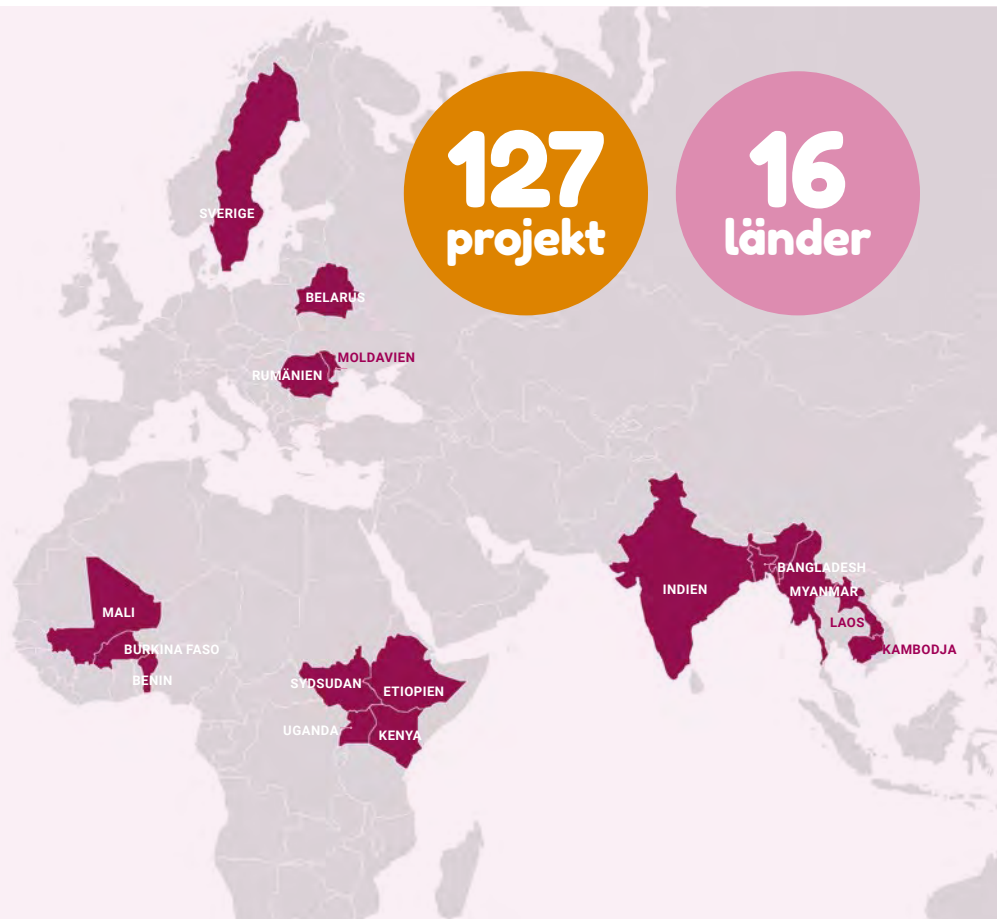 127
projekt
16
länder
SVERIGE
BELARUS
MOLDAVIEN
RUMÄNIEN
MALI
BURKINA FASO
BENIN
SYDSUDAN
ETIOPIEN
UGANDA
KENYA
INDIEN
BANGLADESH
MYANMAR
LAOS
KAMBODJA